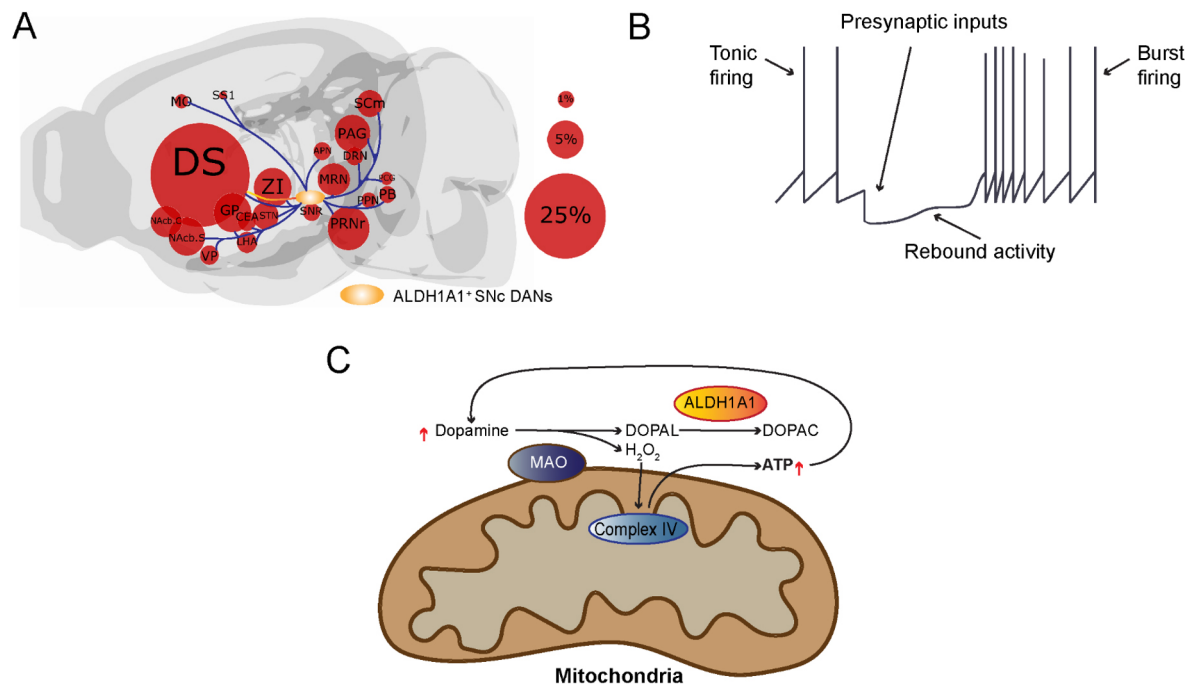 A
MO
SS1
SCm
PAG
APN
DRN
DS
ZI
MRN
PCG
PB
PPN
GP
CEA
STN
SNR
NAcb.C
NAcb.S
LHA
PRNr
VP
1%
5%
25%
ALDH1A1⁺ SNc DANs
B
Presynaptic inputs
Tonic
firing
Burst
firing
Rebound activity
C
ALDH1A1
Dopamine
DOPAL
DOPAC
H₂O₂
MAO
ATP
Complex IV
Mitochondria